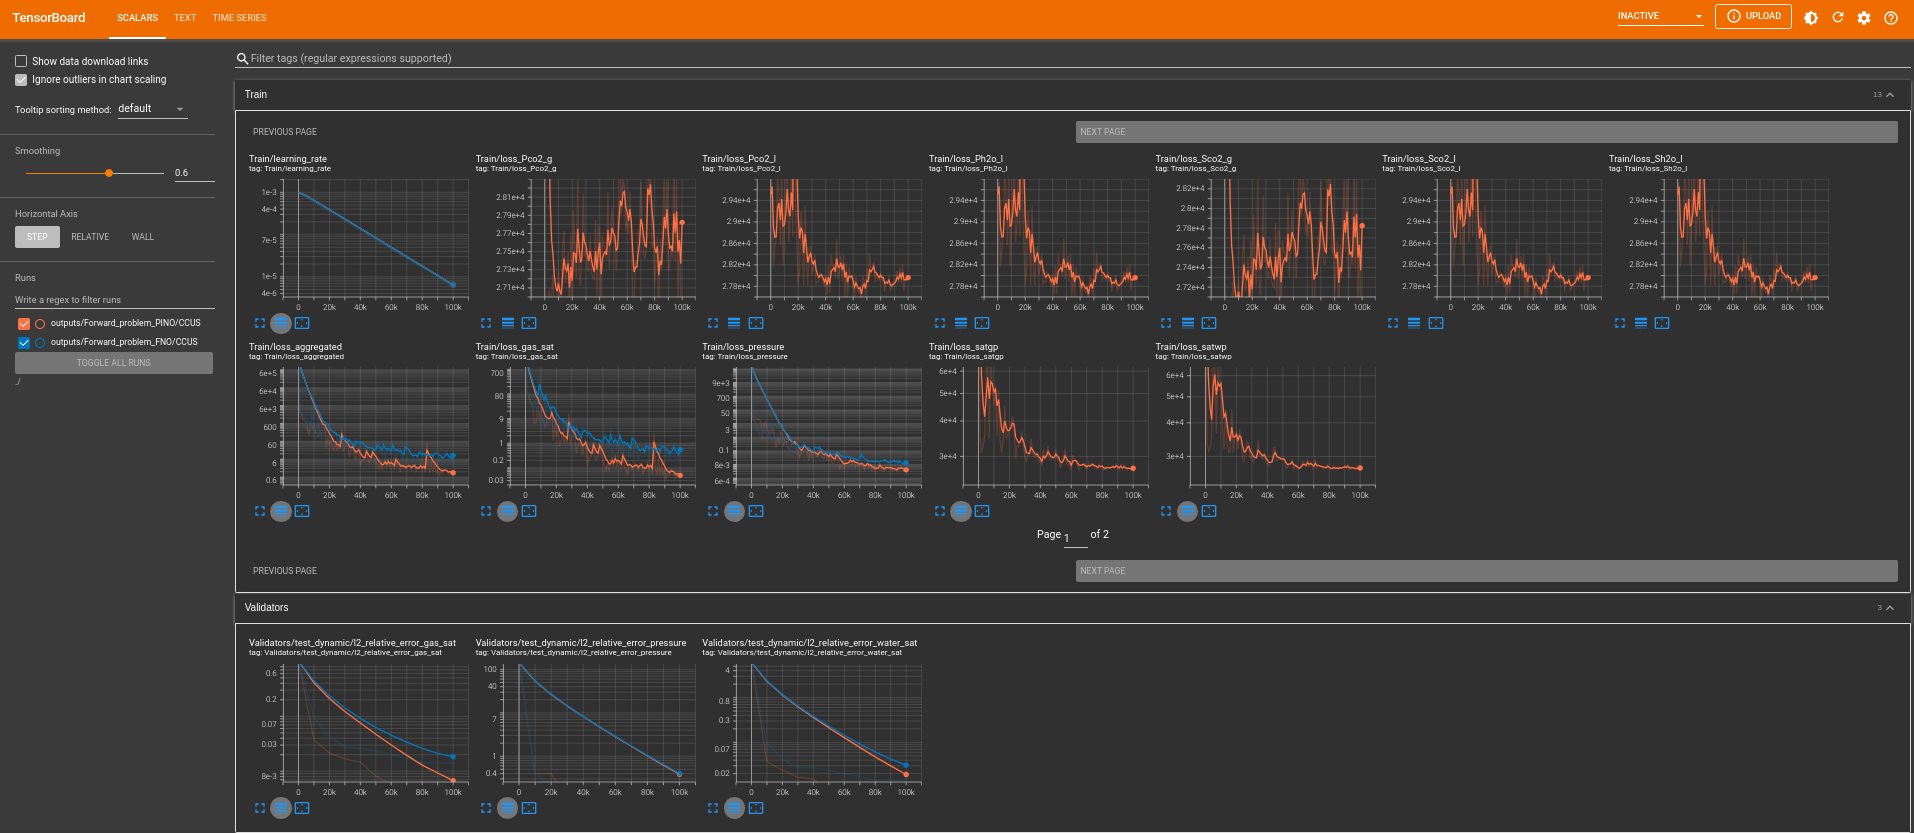 TensorBoard SCALARS TEXT TIME SERIES INACTIVE UPLOAD
Show data download links
Ignore outliers in chart scaling
Tooltip sorting method: default
Smoothing
0.6
Horizontal Axis
STEP RELATIVE WALL
Runs
Write a regex to filter runs
outputs/Forward_problem_PINO/CCUS
outputs/Forward_problem_FNO/CCUS
TOGGLE ALL RUNS
./
Filter tags (regular expressions supported)
Train 13
PREVIOUS PAGE NEXT PAGE
Train/learning_rate
tag: Train/learning_rate
1e-3
4e-4
7e-5
1e-5
4e-6
0 20k 40k 60k 80k 100k
Train/loss_Pco2_g
tag: Train/loss_Pco2_g
2.81e+4
2.79e+4
2.77e+4
2.75e+4
2.73e+4
2.71e+4
0 20k 40k 60k 80k 100k
Train/loss_Pco2_l
tag: Train/loss_Pco2_l
2.94e+4
2.9e+4
2.86e+4
2.82e+4
2.78e+4
0 20k 40k 60k 80k 100k
Train/loss_Ph2o_l
tag: Train/loss_Ph2o_l
2.94e+4
2.9e+4
2.86e+4
2.82e+4
2.78e+4
0 20k 40k 60k 80k 100k
Train/loss_Sco2_g
tag: Train/loss_Sco2_g
2.82e+4
2.8e+4
2.78e+4
2.76e+4
2.74e+4
2.72e+4
0 20k 40k 60k 80k 100k
Train/loss_Sco2_l
tag: Train/loss_Sco2_l
2.94e+4
2.9e+4
2.86e+4
2.82e+4
2.78e+4
0 20k 40k 60k 80k 100k
Train/loss_Sh2o_l
tag: Train/loss_Sh2o_l
2.94e+4
2.9e+4
2.86e+4
2.82e+4
2.78e+4
0 20k 40k 60k 80k 100k
Train/loss_aggregated
tag: Train/loss_aggregated
6e+5
6e+4
6e+3
600
60
6
0.6
0 20k 40k 60k 80k 100k
Train/loss_gas_sat
tag: Train/loss_gas_sat
700
80
9
1
0.2
0.03
0 20k 40k 60k 80k 100k
Train/loss_pressure
tag: Train/loss_pressure
9e+3
700
50
3
0.1
8e-3
6e-4
0 20k 40k 60k 80k 100k
Train/loss_satgp
tag: Train/loss_satgp
6e+4
5e+4
4e+4
3e+4
0 20k 40k 60k 80k 100k
Train/loss_satwp
tag: Train/loss_satwp
6e+4
5e+4
4e+4
3e+4
0 20k 40k 60k 80k 100k
Page 1 of 2
PREVIOUS PAGE NEXT PAGE
Validators 3
Validators/test_dynamic/l2_relative_error_gas_sat
tag: Validators/test_dynamic/l2_relative_error_gas_sat
0.6
0.2
0.07
0.03
8e-3
0 20k 40k 60k 80k 100k
Validators/test_dynamic/l2_relative_error_pressure
tag: Validators/test_dynamic/l2_relative_error_pressure
100
40
7
1
0.4
0 20k 40k 60k 80k 100k
Validators/test_dynamic/l2_relative_error_water_sat
tag: Validators/test_dynamic/l2_relative_error_water_sat
4
0.8
0.3
0.07
0.02
0 20k 40k 60k 80k 100k